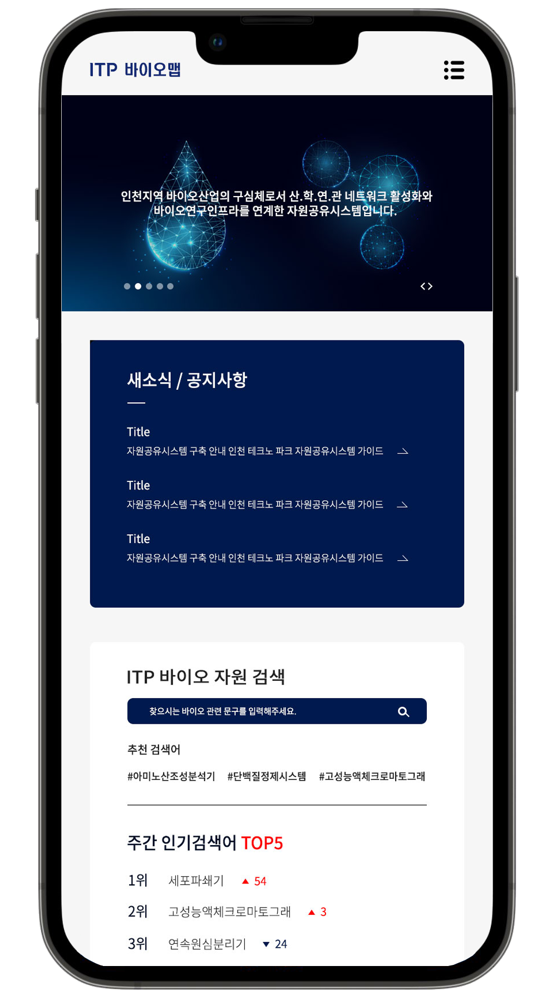 ITP 바이오맵
인천지역 바이오산업의 구심체로서 산.학.연.관 네트워크 활성화와
바이오연구인프라를 연계한 자원공유시스템입니다.
새소식 / 공지사항
Title
자원공유시스템 구축 안내 인천 테크노 파크 자원공유시스템 가이드
Title
자원공유시스템 구축 안내 인천 테크노 파크 자원공유시스템 가이드
Title
자원공유시스템 구축 안내 인천 테크노 파크 자원공유시스템 가이드
ITP 바이오 자원 검색
찾으시는 바이오 관련 문구를 입력해주세요.
추천 검색어
#아미노산조성분석기 #단백질정제시스템 #고성능액체크로마토그래
주간 인기검색어 TOP5
1위 세포파쇄기 ▲ 54
2위 고성능액체크로마토그래 ▲ 3
3위 연속원심분리기 ▼ 24